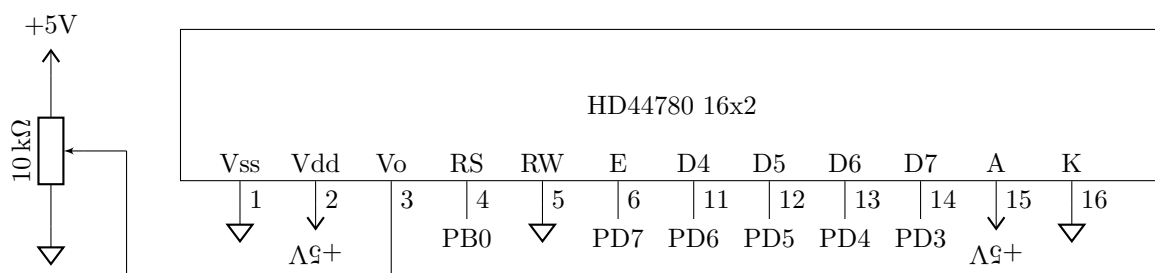 +5V
HD44780 16x2
10 kΩ
Vss Vdd Vo RS RW E D4 D5 D6 D7 A K
1 2 3 4 5 6 11 12 13 14 15 16
+5V PB0 PD7 PD6 PD5 PD4 PD3 +5V